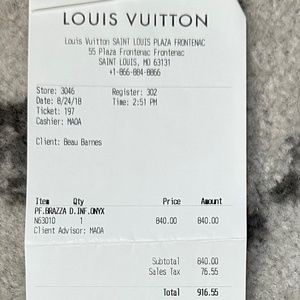 LOUIS VUITTON
Louis Vuitton SAINT LOUIS PLAZA FRONTENAC
55 Plaza Frontenac Frontenac
SAINT LOUIS, MO 63131
+1-866-884-8866
Store: 3046 Register: 302
Date: 8/24/18 Time: 2:51 PM
Ticket: 197
Cashier: MAOA
Client: Beau Barnes
Item Qty Price Amount
PF.BRAZZA D.INF.ONYX
N63010 1 840.00 840.00
Client Advisor: MAOA
Subtotal 840.00
Sales Tax 76.55
Total 916.55